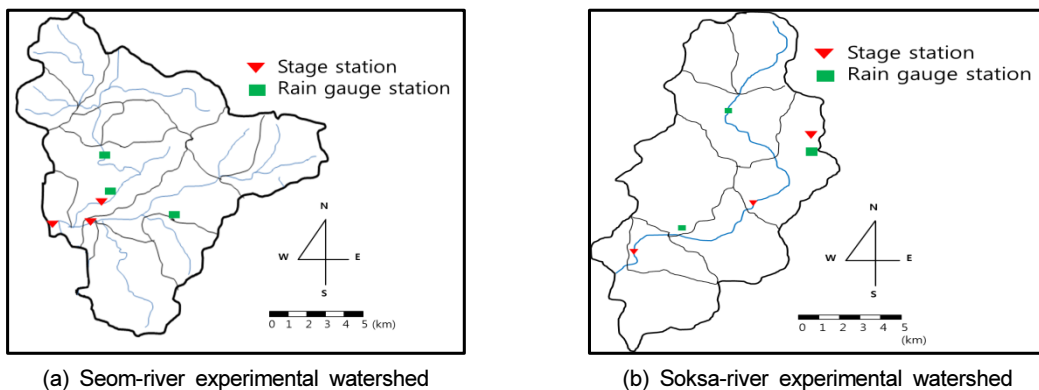 Stage station
Rain gauge station
N
W E
S
0 1 2 3 4 5 (km)
(a) Seom-river experimental watershed
Stage station
Rain gauge station
N
W E
S
0 1 2 3 4 5
(km)
(b) Soksa-river experimental watershed